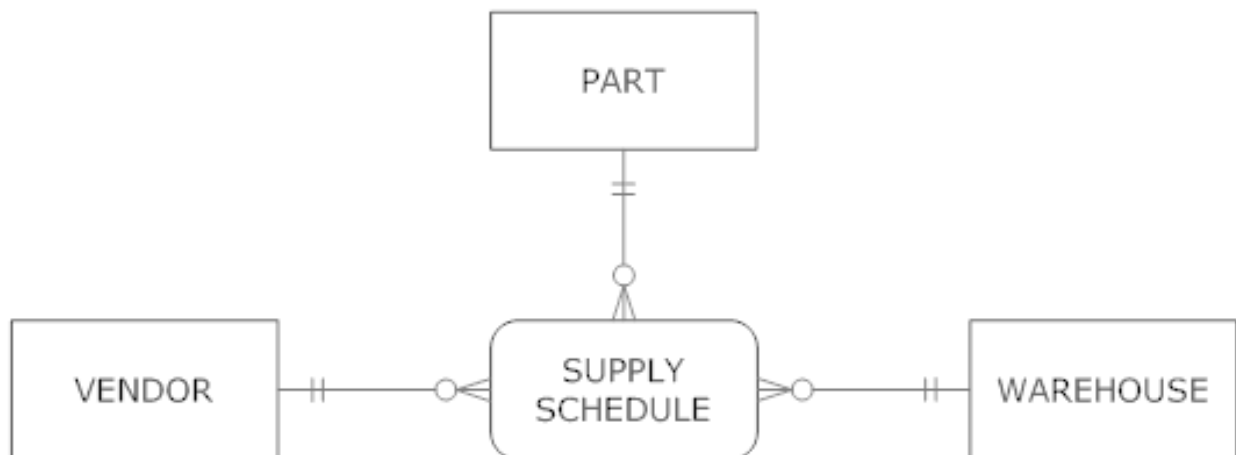 PART
VENDOR
SUPPLY
SCHEDULE
WAREHOUSE